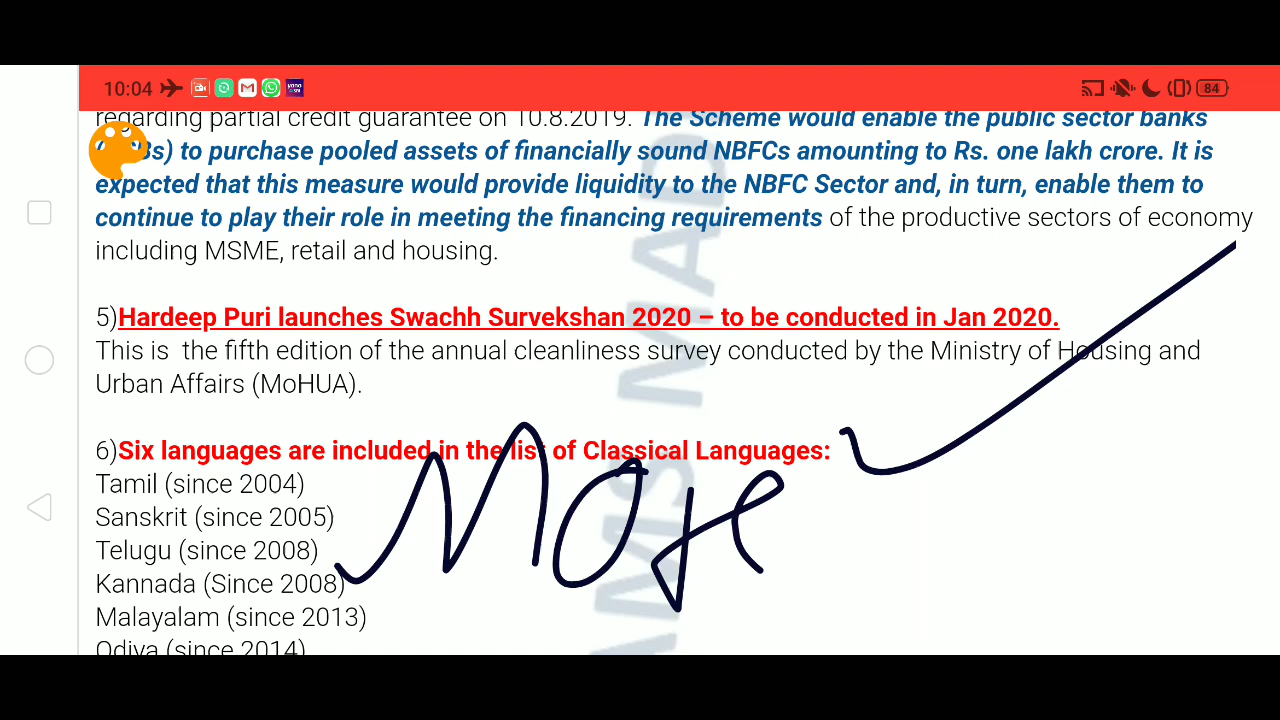 10:04
84
regarding partial credit guarantee on 10.8.2019. The Scheme would enable the public sector banks
s) to purchase pooled assets of financially sound NBFCs amounting to Rs. one lakh crore. It is
expected that this measure would provide liquidity to the NBFC Sector and, in turn, enable them to
continue to play their role in meeting the financing requirements of the productive sectors of economy
including MSME, retail and housing.
5)Hardeep Puri launches Swachh Survekshan 2020 – to be conducted in Jan 2020.
This is the fifth edition of the annual cleanliness survey conducted by the Ministry of Housing and
Urban Affairs (MoHUA).
6)Six languages are included in the list of Classical Languages:
Tamil (since 2004)
Sanskrit (since 2005)
Telugu (since 2008)
Kannada (Since 2008)
Malayalam (since 2013)
Odiya (since 2014)
AMS MAD